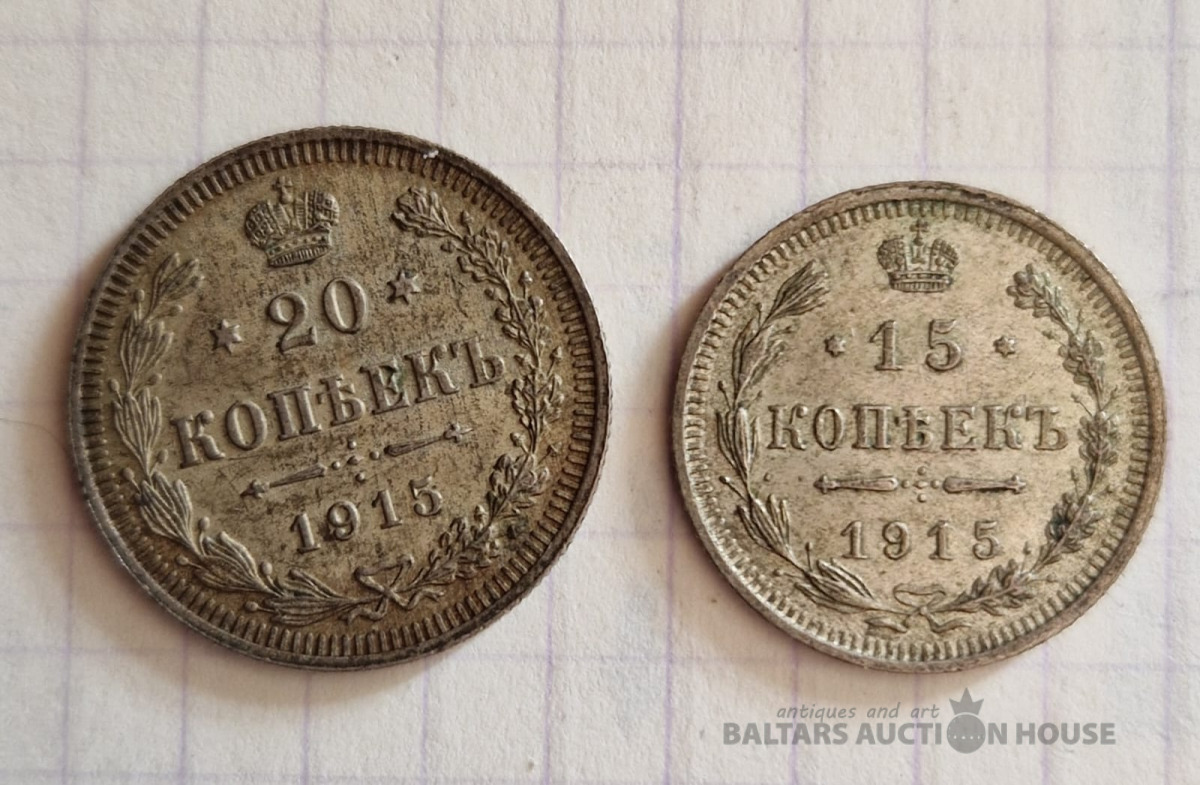 20
КОПѢЕКЪ
1915
15
КОПѢЕКЪ
1915
antiques and art
BALTARS AUCTION HOUSE